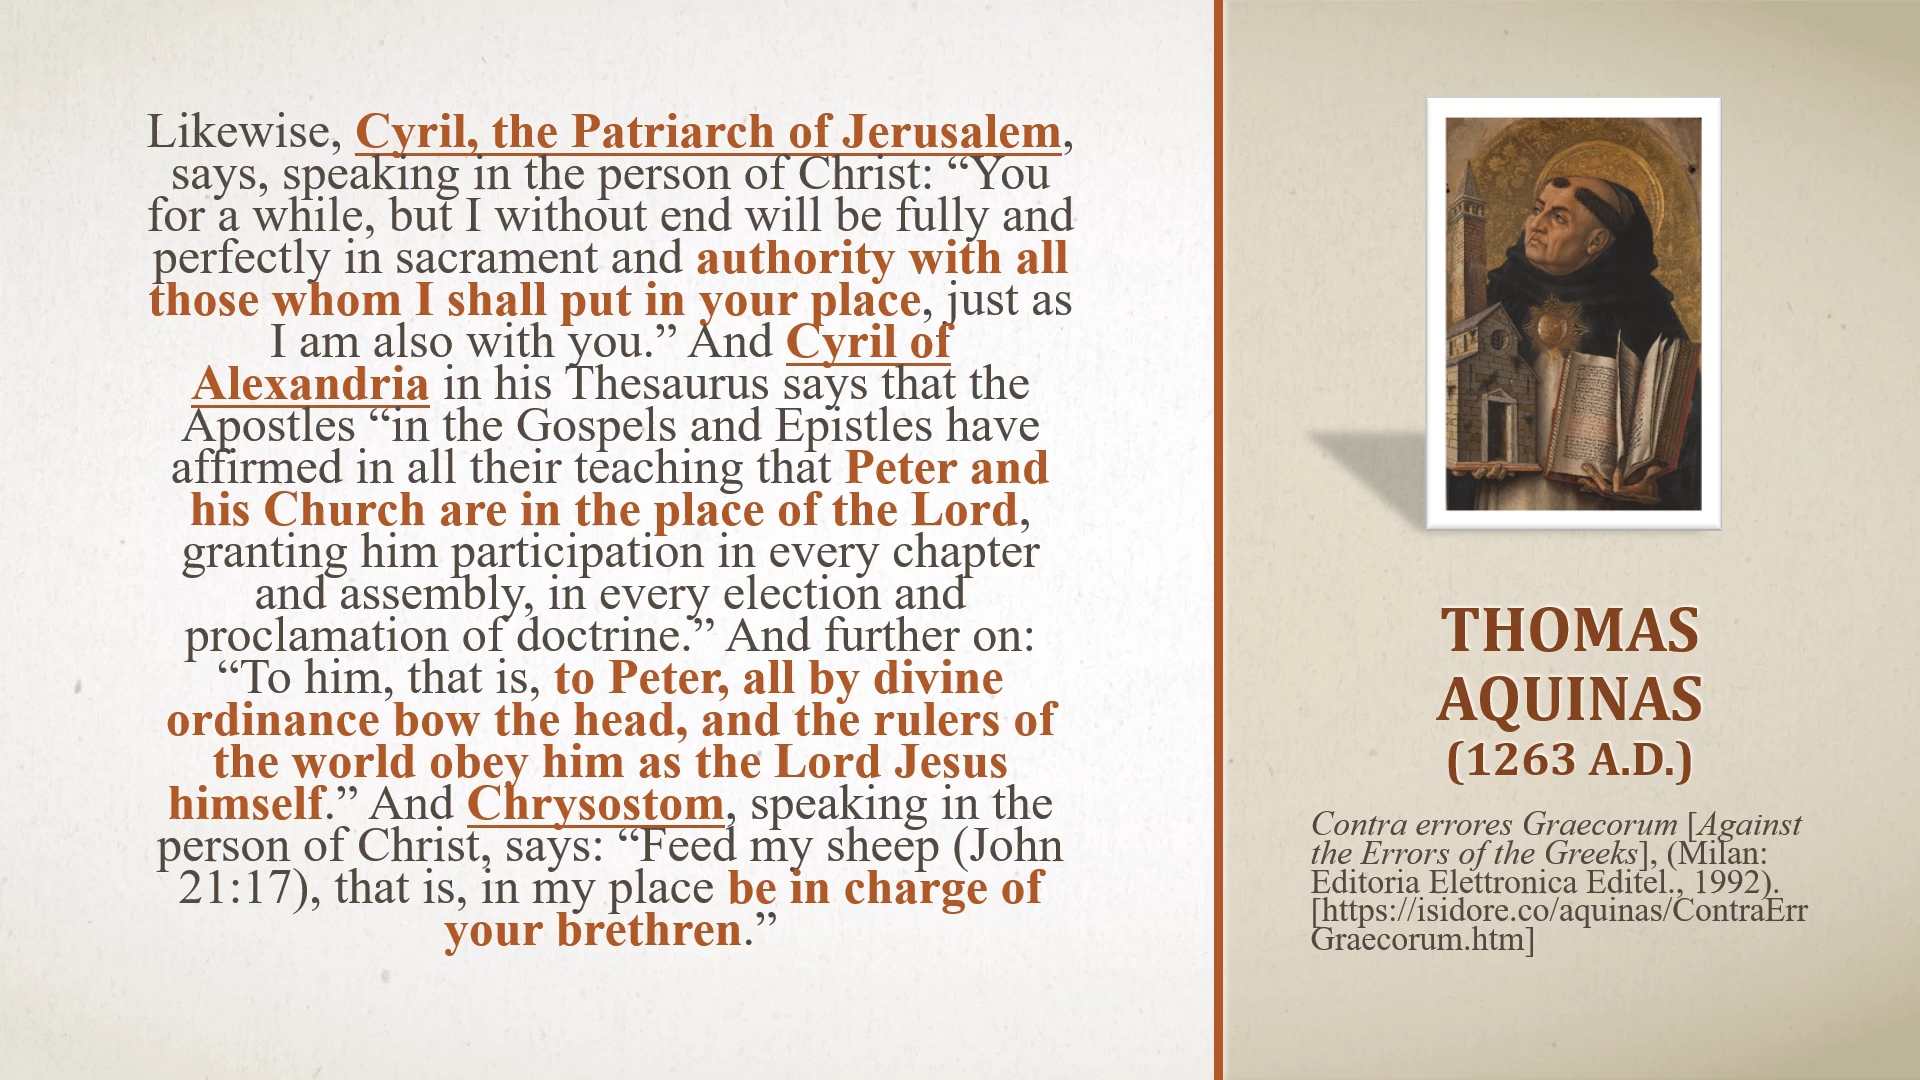 Likewise, Cyril, the Patriarch of Jerusalem,
says, speaking in the person of Christ: “You
for a while, but I without end will be fully and
perfectly in sacrament and authority with all
those whom I shall put in your place, just as
I am also with you.” And Cyril of
Alexandria in his Thesaurus says that the
Apostles “in the Gospels and Epistles have
affirmed in all their teaching that Peter and
his Church are in the place of the Lord,
granting him participation in every chapter
and assembly, in every election and
proclamation of doctrine.” And further on:
“To him, that is, to Peter, all by divine
ordinance bow the head, and the rulers of
the world obey him as the Lord Jesus
himself.” And Chrysostom, speaking in the
person of Christ, says: “Feed my sheep (John
21:17), that is, in my place be in charge of
your brethren.”
THOMAS
AQUINAS
(1263 A.D.)
Contra errores Graecorum [Against
the Errors of the Greeks], (Milan:
Editoria Elettronica Editel., 1992).
[https://isidore.co/aquinas/ContraErr
Graecorum.htm]